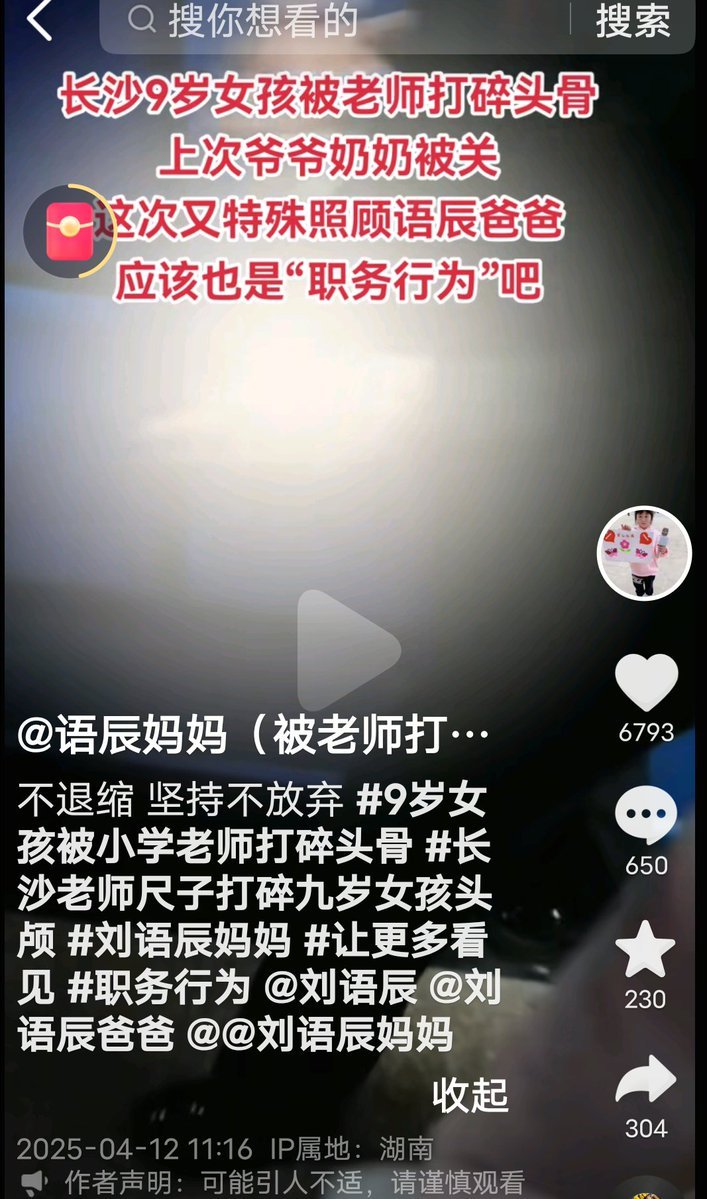 搜你想看的
搜索
长沙9岁女孩被老师打碎头骨
上次爷爷奶奶被关
这次又特殊照顾语辰爸爸
应该也是“职务行为”吧
6793
650
230
304
@语辰妈妈（被老师打…
不退缩 坚持不放弃 #9岁女
孩被小学老师打碎头骨 #长
沙老师尺子打碎九岁女孩头
颅 #刘语辰妈妈 #让更多看
见 #职务行为 @刘语辰 @刘
语辰爸爸 @@刘语辰妈妈
收起
2025-04-12 11:16 IP属地：湖南
作者声明：可能引人不适，请谨慎观看